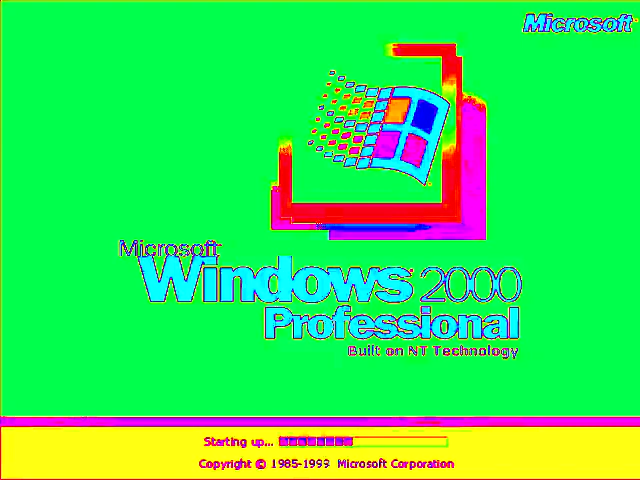 Microsoft
Microsoft
Windows 2000
Professional
Built on NT Technology
Starting up...
Copyright © 1985-1999 Microsoft Corporation